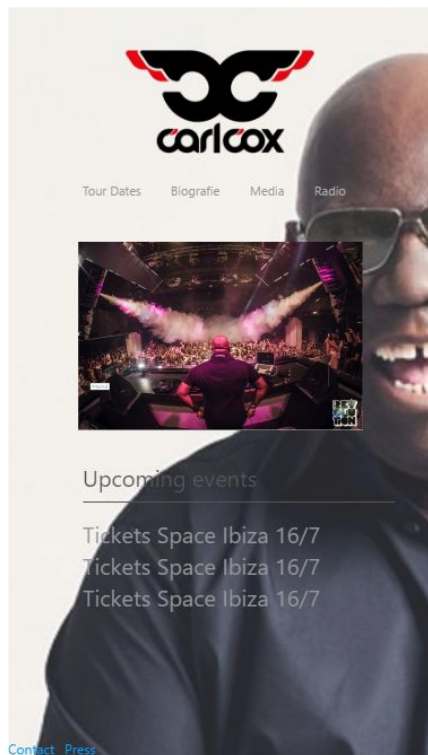 carlcox
Tour Dates Biografie Media Radio
Upcoming events
Tickets Space Ibiza 16/7
Tickets Space Ibiza 16/7
Tickets Space Ibiza 16/7
Contact Press